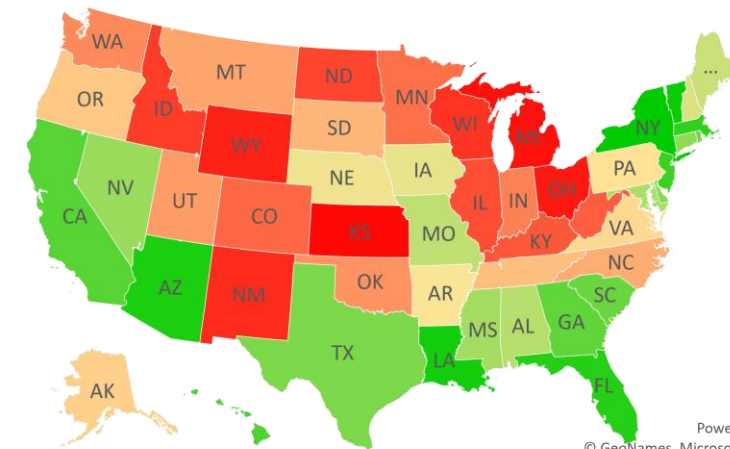 WA
MT
ND
MN
OR
ID
SD
WI
MI
...
WY
NY
NV
NE
IA
PA
CA
UT
CO
IL
IN
OH
KS
MO
KY
VA
AZ
NM
OK
AR
NC
SC
MS
AL
GA
TX
LA
FL
AK
Powe
© GeoNames, Microsof